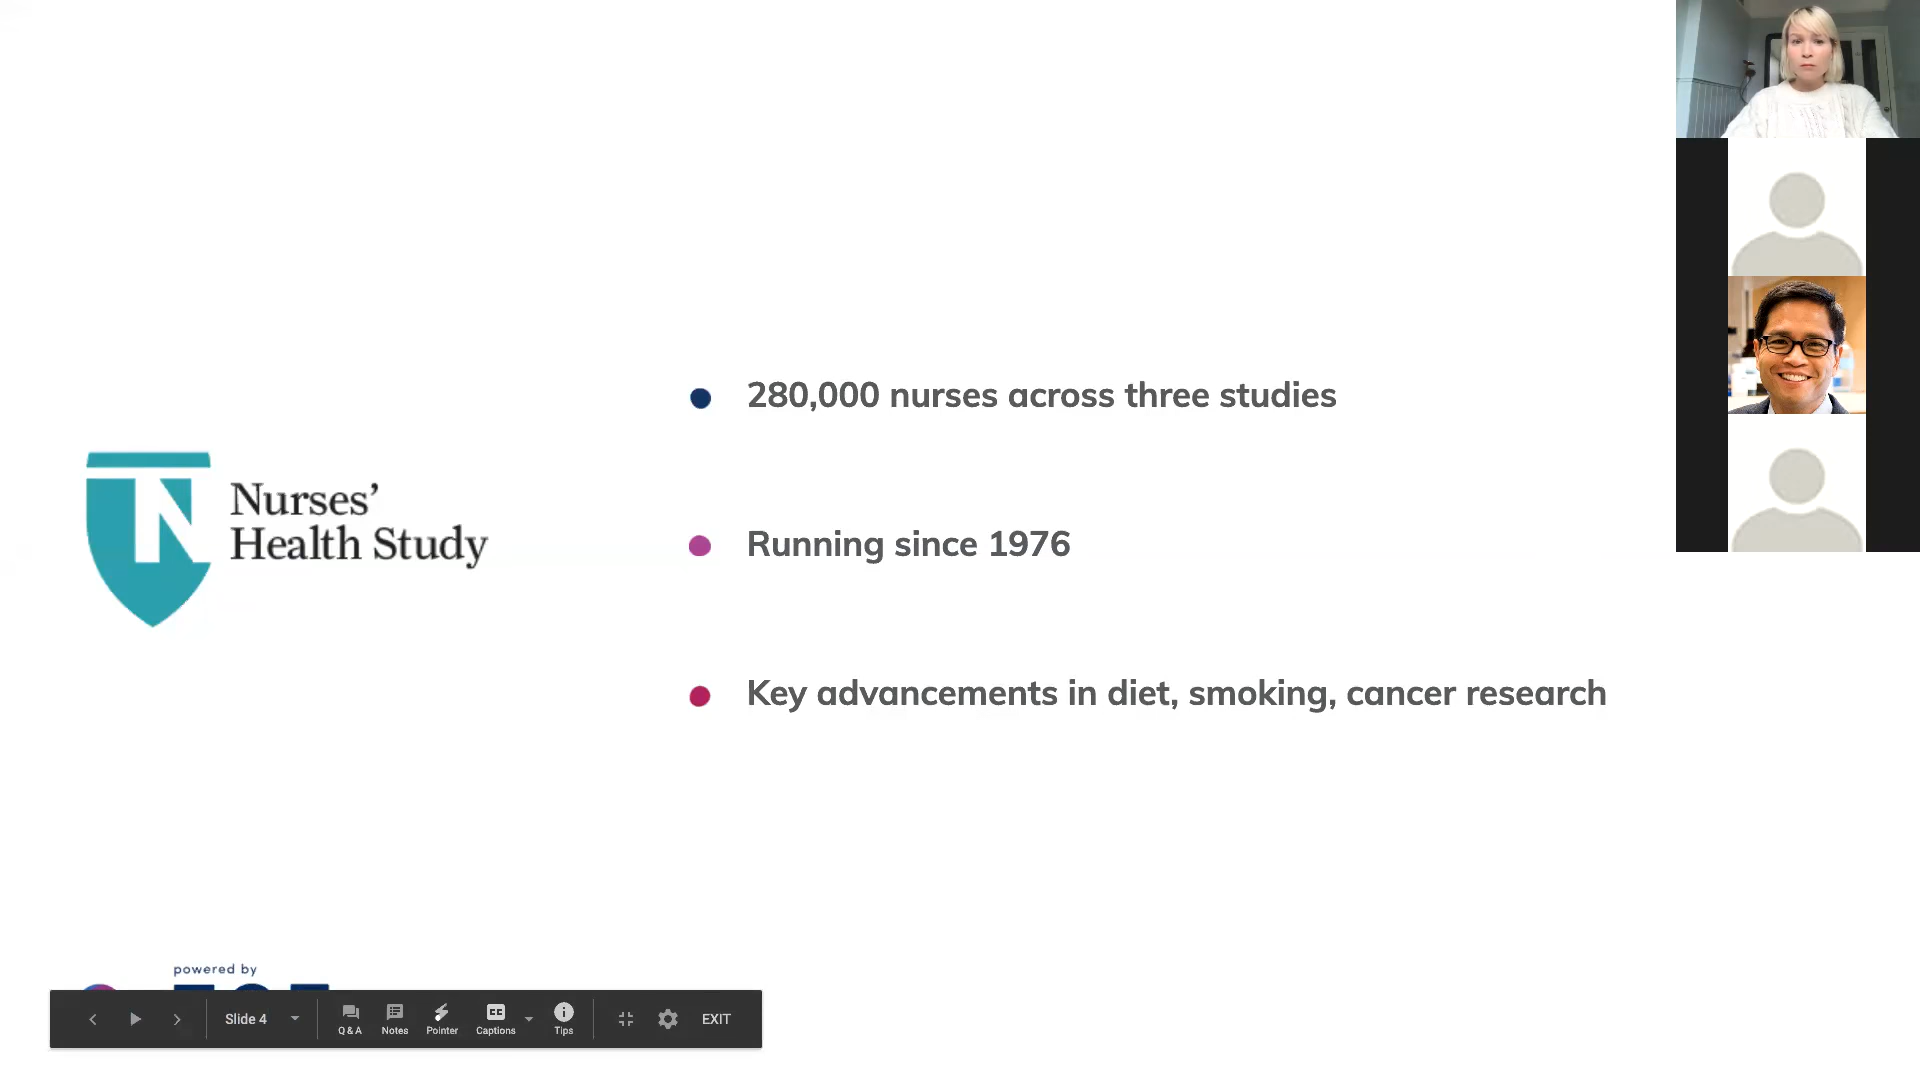 280,000 nurses across three studies
N
Nurses’
Health Study
Running since 1976
Key advancements in diet, smoking, cancer research
powered by
Slide 4
Q & A
Notes
Pointer
CC
Captions
Tips
EXIT